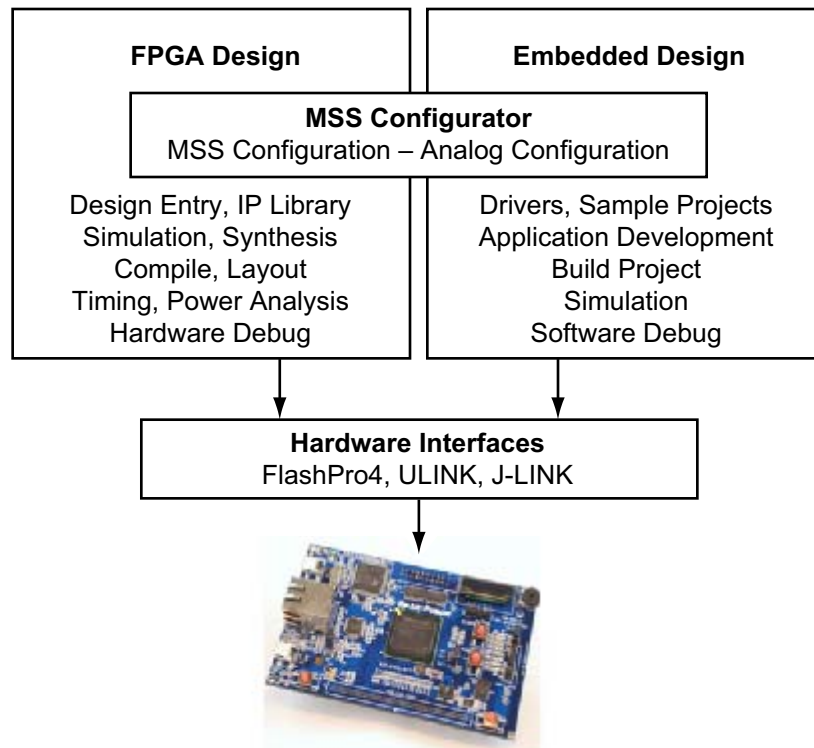 FPGA Design
Embedded Design
MSS Configurator
MSS Configuration – Analog Configuration
Design Entry, IP Library
Simulation, Synthesis
Compile, Layout
Timing, Power Analysis
Hardware Debug
Drivers, Sample Projects
Application Development
Build Project
Simulation
Software Debug
Hardware Interfaces
FlashPro4, ULINK, J-LINK